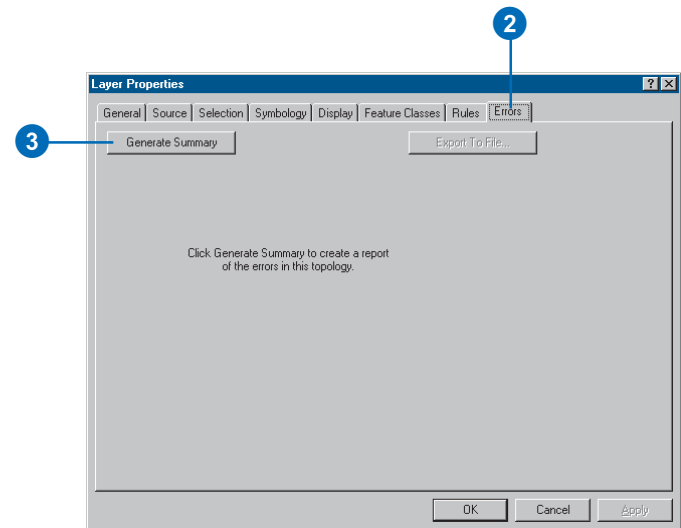 2
Layer Properties
General Source Selection Symbology Display Feature Classes Rules Errors
3
Generate Summary Export To File...
Click Generate Summary to create a report
of the errors in this topology.
OK Cancel Apply